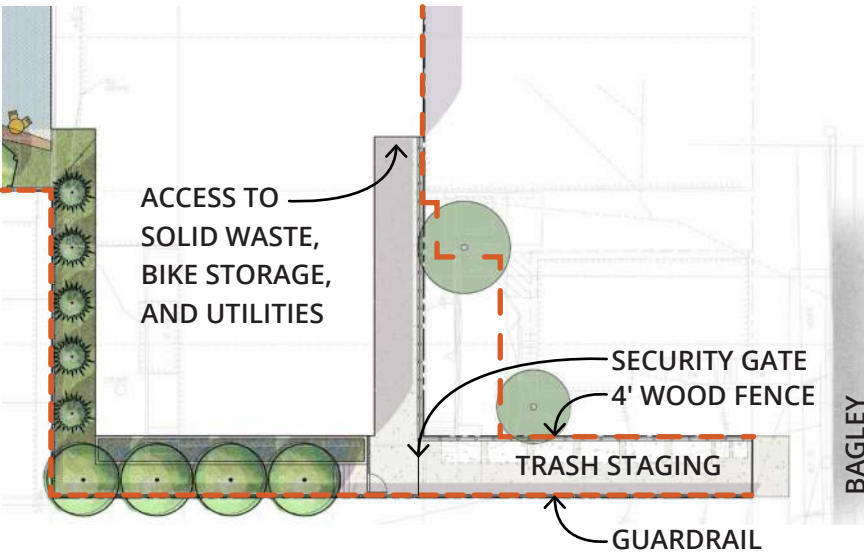 ACCESS TO
SOLID WASTE,
BIKE STORAGE,
AND UTILITIES
SECURITY GATE
4' WOOD FENCE
TRASH STAGING
GUARDRAIL
BAGLEY